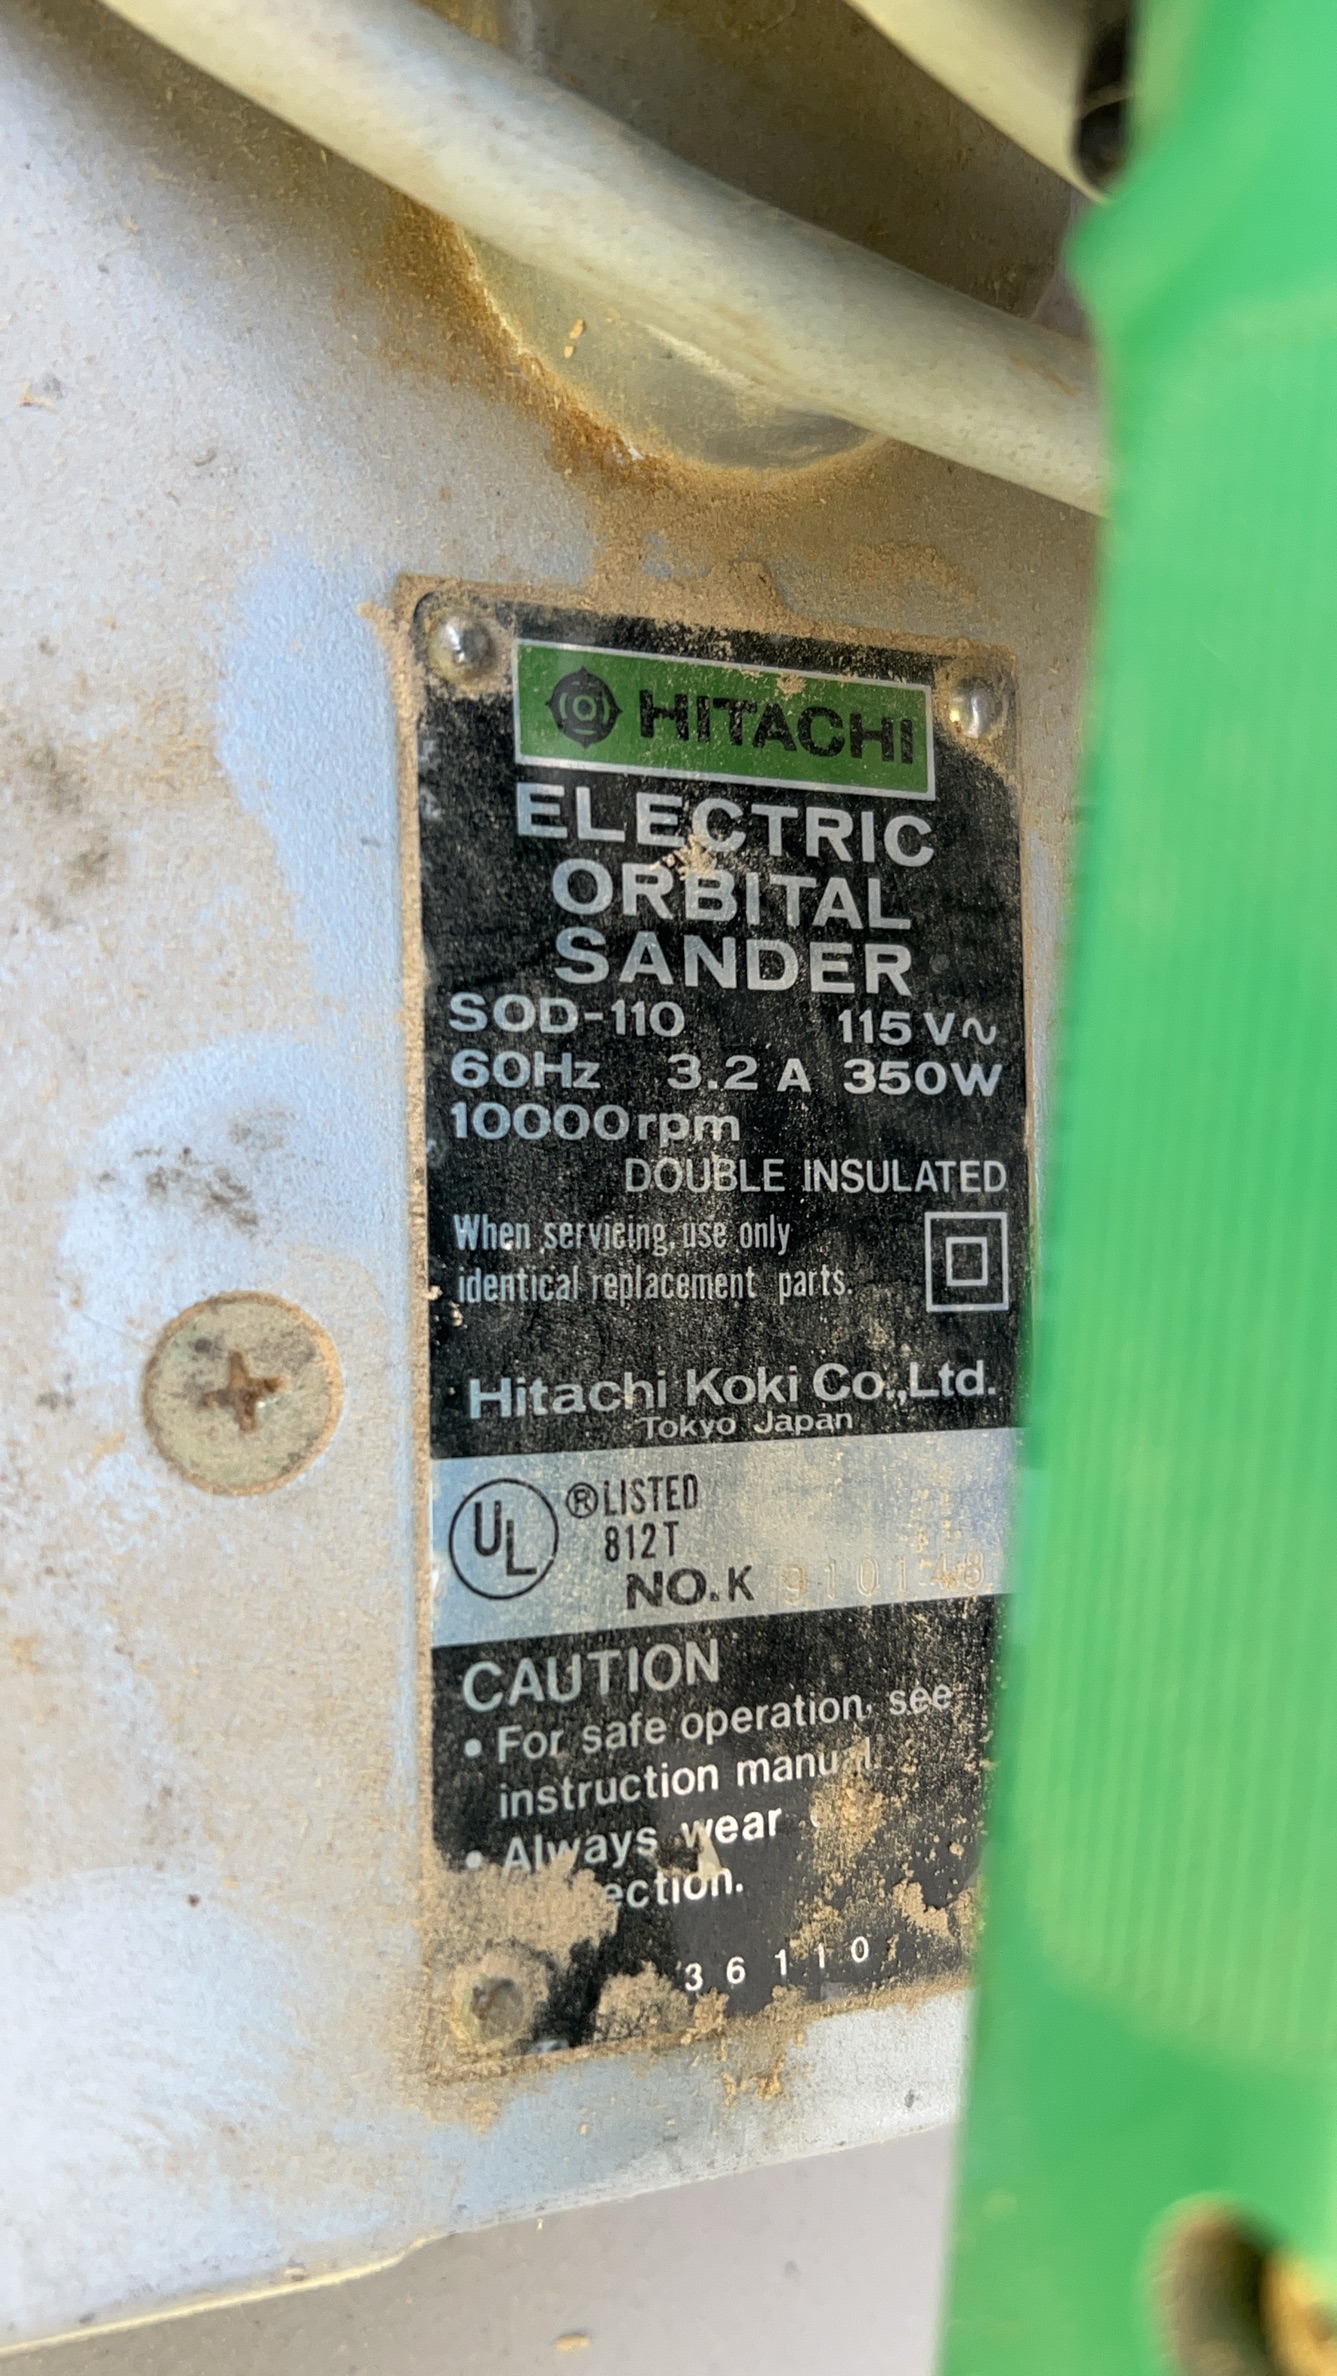 HITACHI
ELECTRIC
ORBITAL
SANDER
SOD-110 115V~
60Hz 3.2 A 350W
10000rpm
DOUBLE INSULATED
When servicing, use only
identical replacement parts.
Hitachi Koki Co.,Ltd.
Tokyo Japan
UL ® LISTED
812T
NO.K
CAUTION
• For safe operation, see
instruction manual
• Always wear
36110